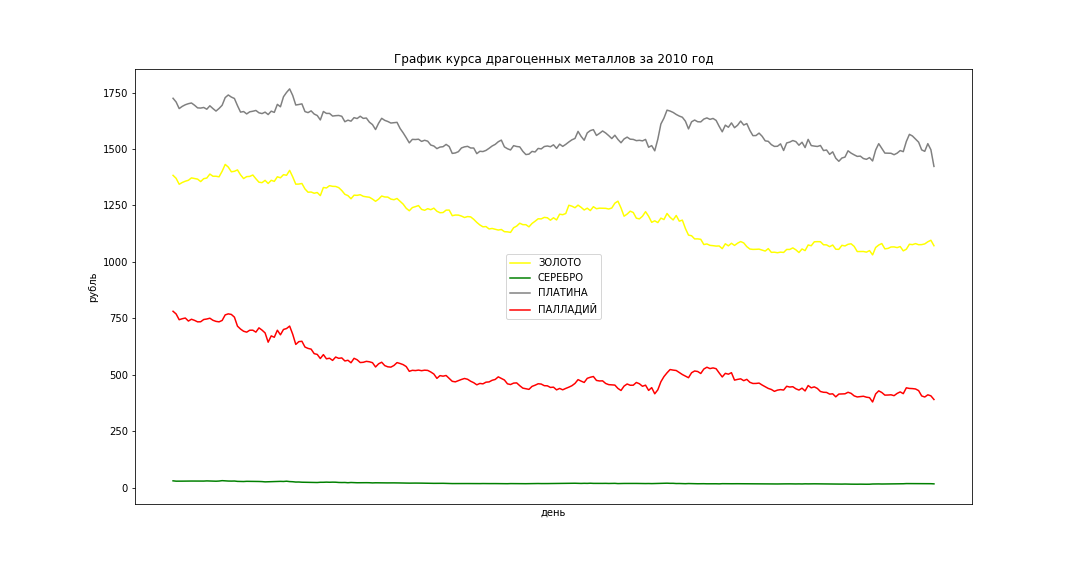 График курса драгоценных металлов за 2010 год
1750
1500
1250
1000
750
500
250
0
рубль
ЗОЛОТО
СЕРЕБРО
ПЛАТИНА
ПАЛЛАДИЙ
день